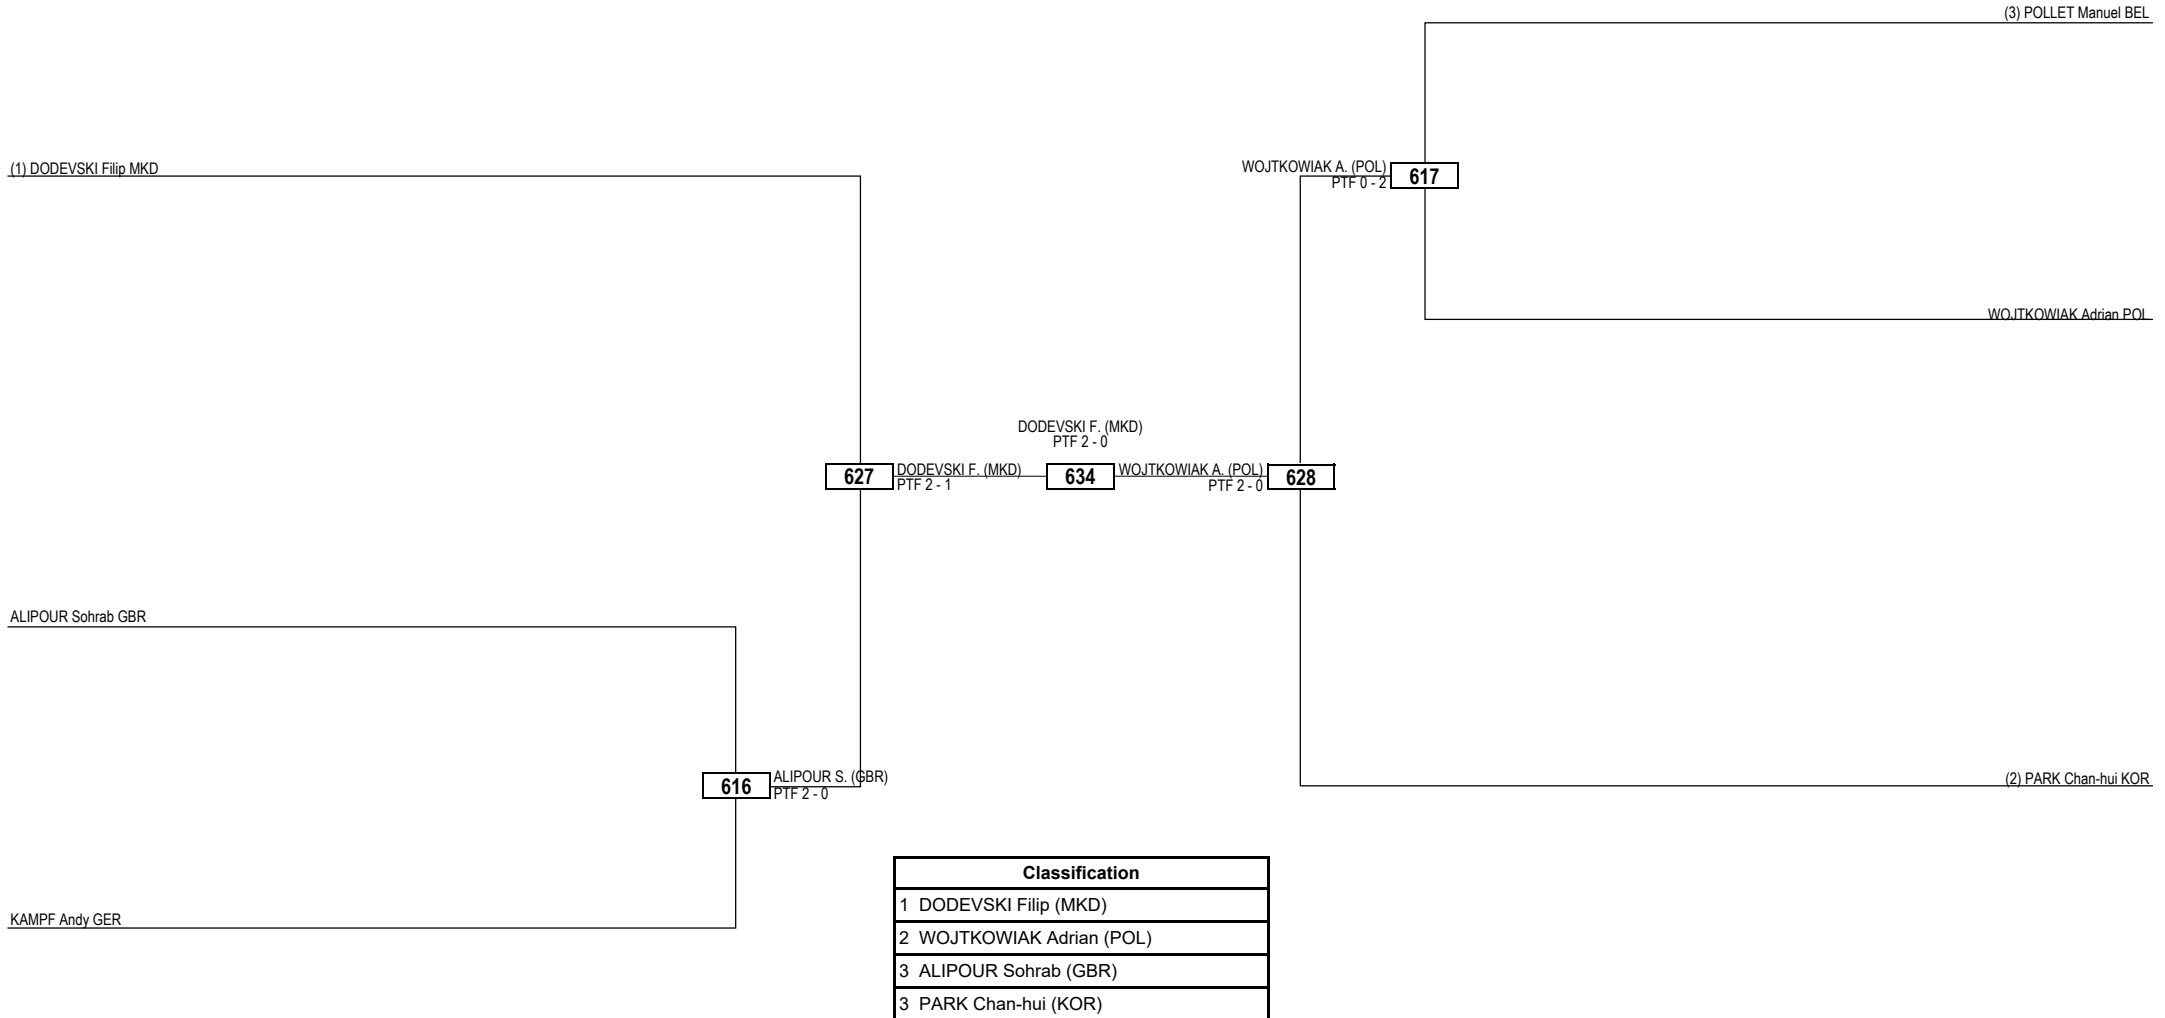 (3) POLLET Manuel BEL
(1) DODEVSKI Filip MKD
WOJTKOWIAK A. (POL)
PTF 0 - 2
617
WOJTKOWIAK Adrian POL
DODEVSKI F. (MKD)
PTF 2 - 0
627
DODEVSKI F. (MKD)
PTF 2 - 1
634
WOJTKOWIAK A. (POL)
PTF 2 - 0
628
ALIPOUR Sohrab GBR
616
ALIPOUR S. (GBR)
PTF 2 - 0
(2) PARK Chan-hui KOR
KAMPF Andy GER
Classification
1 DODEVSKI Filip (MKD)
2 WOJTKOWIAK Adrian (POL)
3 ALIPOUR Sohrab (GBR)
3 PARK Chan-hui (KOR)